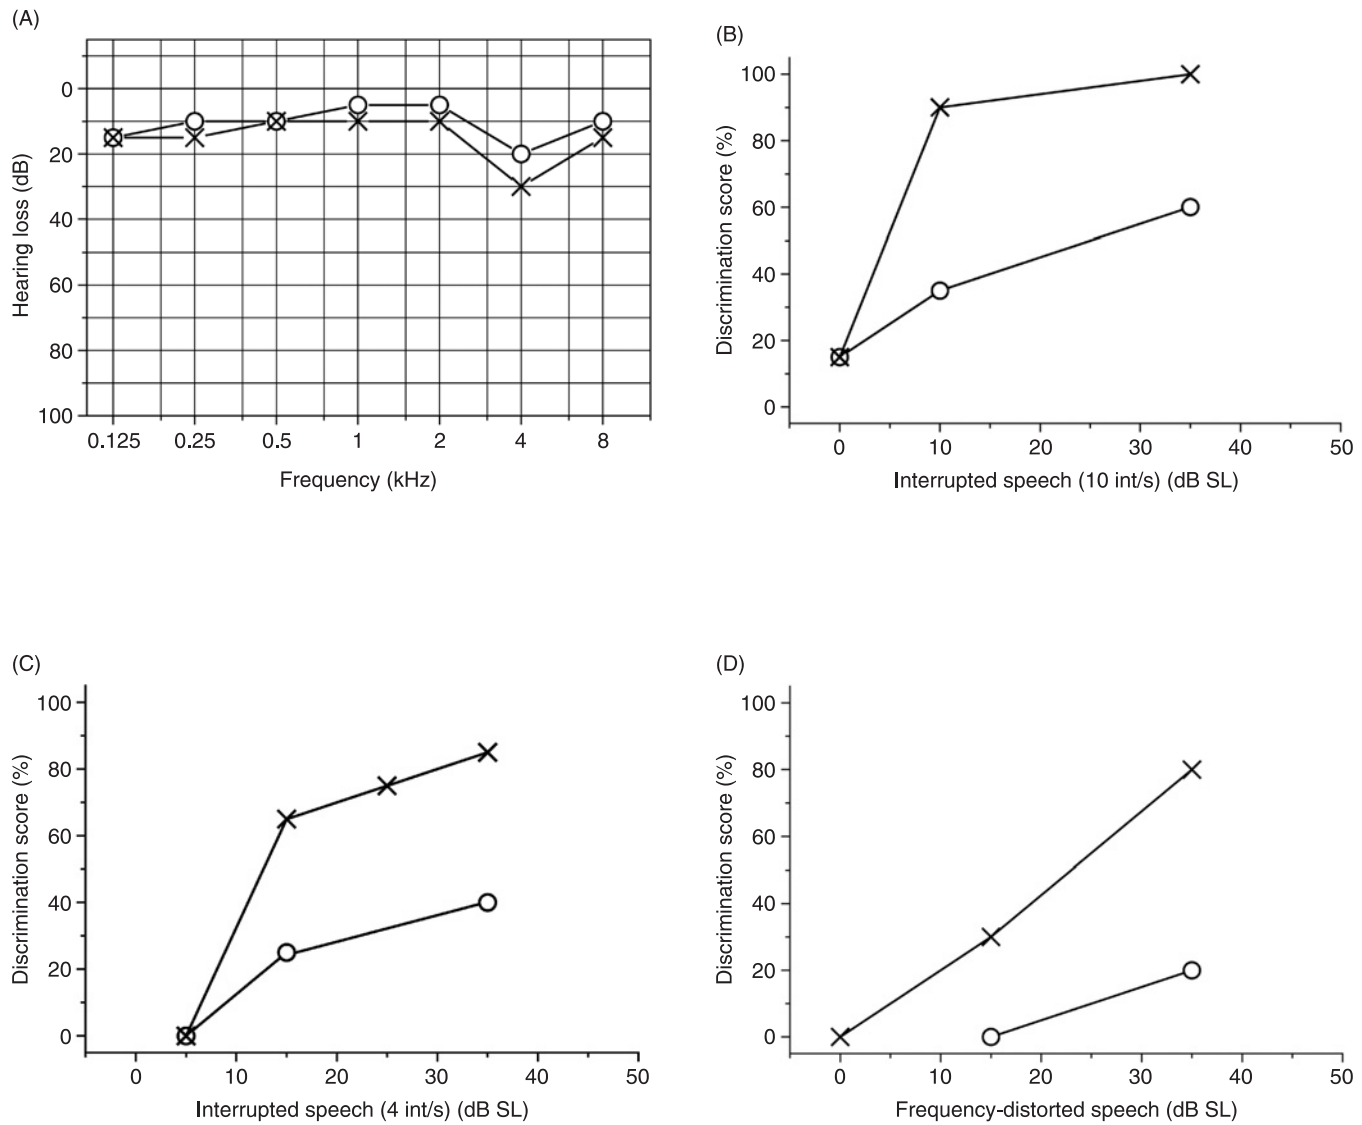 (A)
0
20
40
60
80
100
Hearing loss (dB)
0.125 0.25 0.5 1 2 4 8
Frequency (kHz)
(B)
100
80
60
40
20
0
Discrimination score (%)
0 10 20 30 40 50
Interrupted speech (10 int/s) (dB SL)
(C)
100
80
60
40
20
0
Discrimination score (%)
0 10 20 30 40 50
Interrupted speech (4 int/s) (dB SL)
(D)
100
80
60
40
20
0
Discrimination score (%)
0 10 20 30 40 50
Frequency-distorted speech (dB SL)